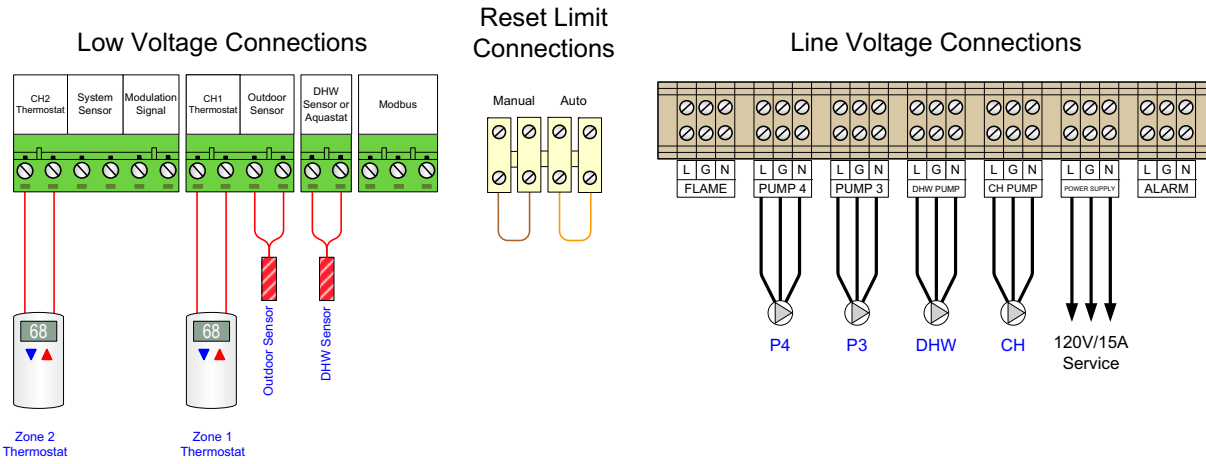 Low Voltage Connections
Reset Limit
Connections
Line Voltage Connections
CH2
Thermostat
System
Sensor
Modulation
Signal
CH1
Thermostat
Outdoor
Sensor
DHW
Sensor or
Aquastat
Modbus
Manual
Auto
L G N
FLAME
L G N
PUMP 4
L G N
PUMP 3
L G N
DHW PUMP
L G N
CH PUMP
L G N
POWER SUPPLY
L G N
ALARM
68
Zone 2
Thermostat
68
Zone 1
Thermostat
Outdoor Sensor
DHW Sensor
P4
P3
DHW
CH
120V/15A
Service